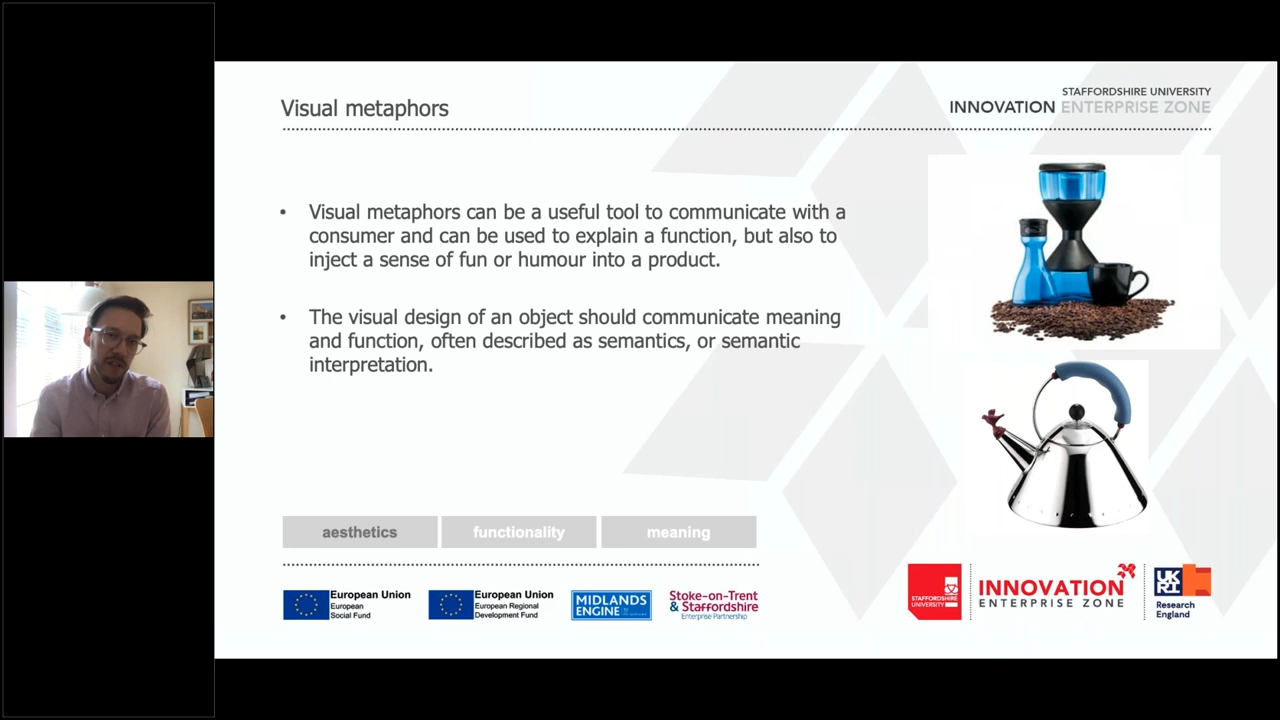 Visual metaphors
STAFFORDSHIRE UNIVERSITY
INNOVATION ENTERPRISE ZONE
• Visual metaphors can be a useful tool to communicate with a
consumer and can be used to explain a function, but also to
inject a sense of fun or humour into a product.
• The visual design of an object should communicate meaning
and function, often described as semantics, or semantic
interpretation.
aesthetics
functionality
meaning
European Union
European
Social Fund
European Union
European Regional
Development Fund
MIDLANDS
ENGINE
Stoke-on-Trent
& Staffordshire
Enterprise Partnership
STAFFORDSHIRE
UNIVERSITY
INNOVATION
ENTERPRISE ZONE
UK
RI
Research
England